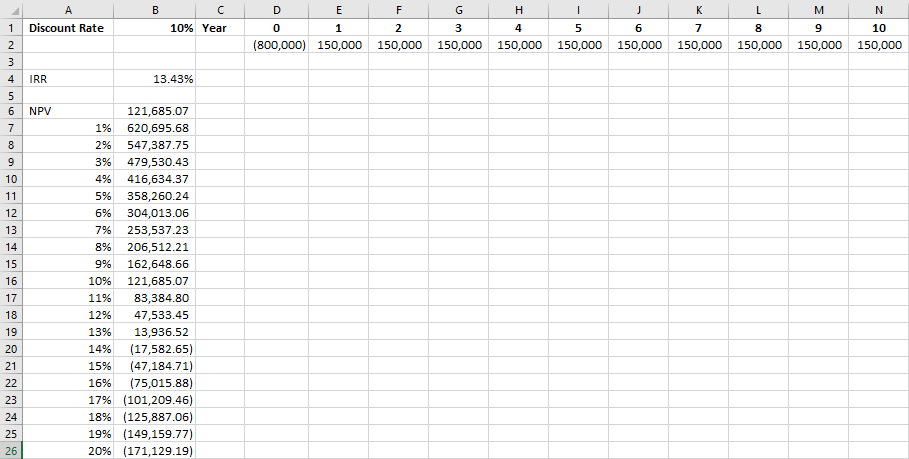 A B C D E F G H I J K L M N
1 Discount Rate 10% Year 0 1 2 3 4 5 6 7 8 9 10
2 (800,000) 150,000 150,000 150,000 150,000 150,000 150,000 150,000 150,000 150,000 150,000
3
4 IRR 13.43%
5
6 NPV 121,685.07
7 1% 620,695.68
8 2% 547,387.75
9 3% 479,530.43
10 4% 416,634.37
11 5% 358,260.24
12 6% 304,013.06
13 7% 253,537.23
14 8% 206,512.21
15 9% 162,648.66
16 10% 121,685.07
17 11% 83,384.80
18 12% 47,533.45
19 13% 13,936.52
20 14% (17,582.65)
21 15% (47,184.71)
22 16% (75,015.88)
23 17% (101,209.46)
24 18% (125,887.06)
25 19% (149,159.77)
26 20% (171,129.19)